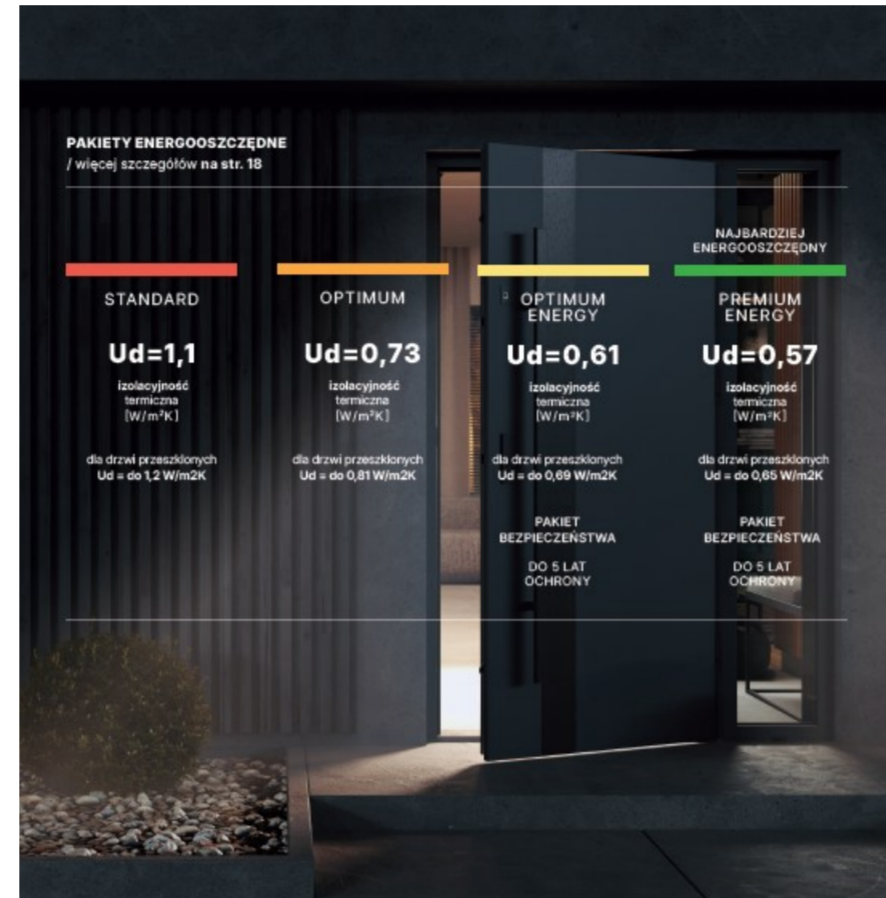 PAKIETY ENERGOOSZCZĘDNE
/ więcej szczegółów na str. 18
STANDARD
Ud=1,1
izolacyjność
termiczna
[W/m²K]
dla drzwi przeszklonych
Ud = do 1,2 W/m2K
OPTIMUM
Ud=0,73
izolacyjność
termiczna
[W/m²K]
dla drzwi przeszklonych
Ud = do 0,81 W/m2K
OPTIMUM
ENERGY
Ud=0,61
izolacyjność
termiczna
[W/m²K]
dla drzwi przeszklonych
Ud = do 0,69 W/m2K
PAKIET
BEZPIECZEŃSTWA
DO 5 LAT
OCHRONY
NAJBARDZIEJ
ENERGOOSZCZĘDNY
PREMIUM
ENERGY
Ud=0,57
izolacyjność
termiczna
[W/m²K]
dla drzwi przeszklonych
Ud = do 0,65 W/m2K
PAKIET
BEZPIECZEŃSTWA
DO 5 LAT
OCHRONY